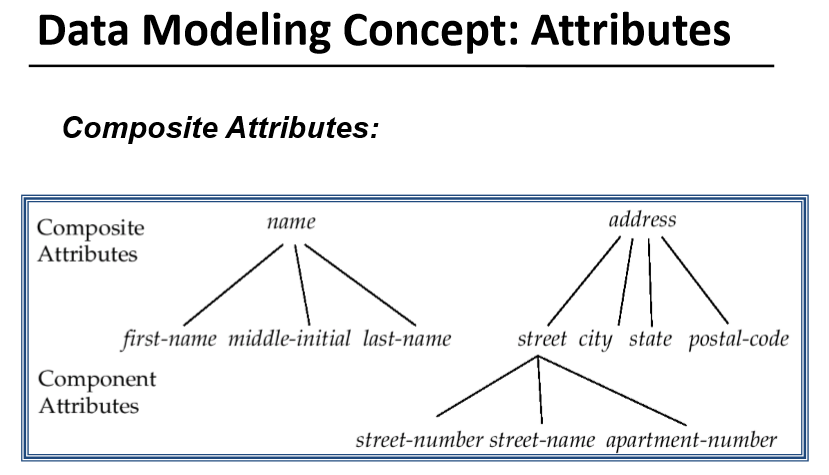 Data Modeling Concept: Attributes
Composite Attributes:
Composite
Attributes
name
address
first-name middle-initial last-name
street city state postal-code
Component
Attributes
street-number street-name apartment-number